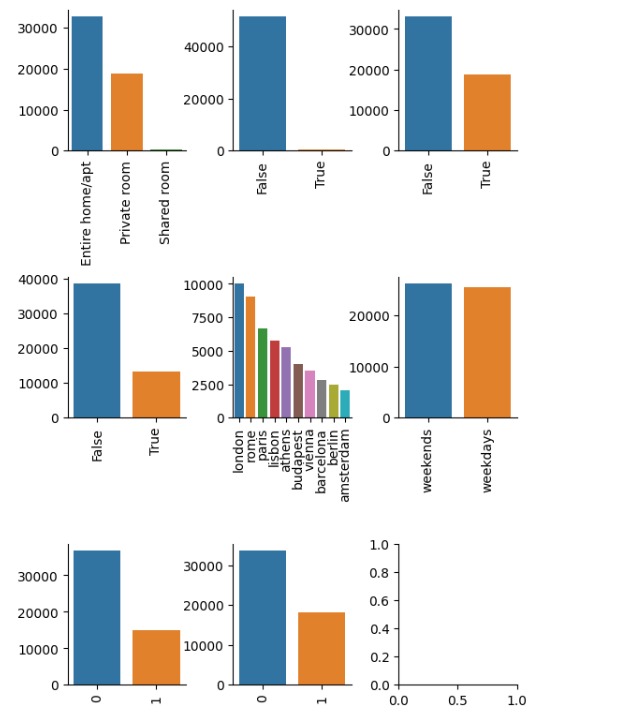 30000
20000
10000
0
Entire home/apt
Private room
Shared room
40000
20000
0
False
True
30000
20000
10000
0
False
True
40000
30000
20000
10000
0
False
True
10000
7500
5000
2500
0
london
rome
paris
lisbon
athens
budapest
vienna
barcelona
berlin
amsterdam
20000
10000
0
weekends
weekdays
30000
20000
10000
0
0
1
30000
20000
10000
0
0
1
1.0
0.8
0.6
0.4
0.2
0.0
0.0 0.5 1.0